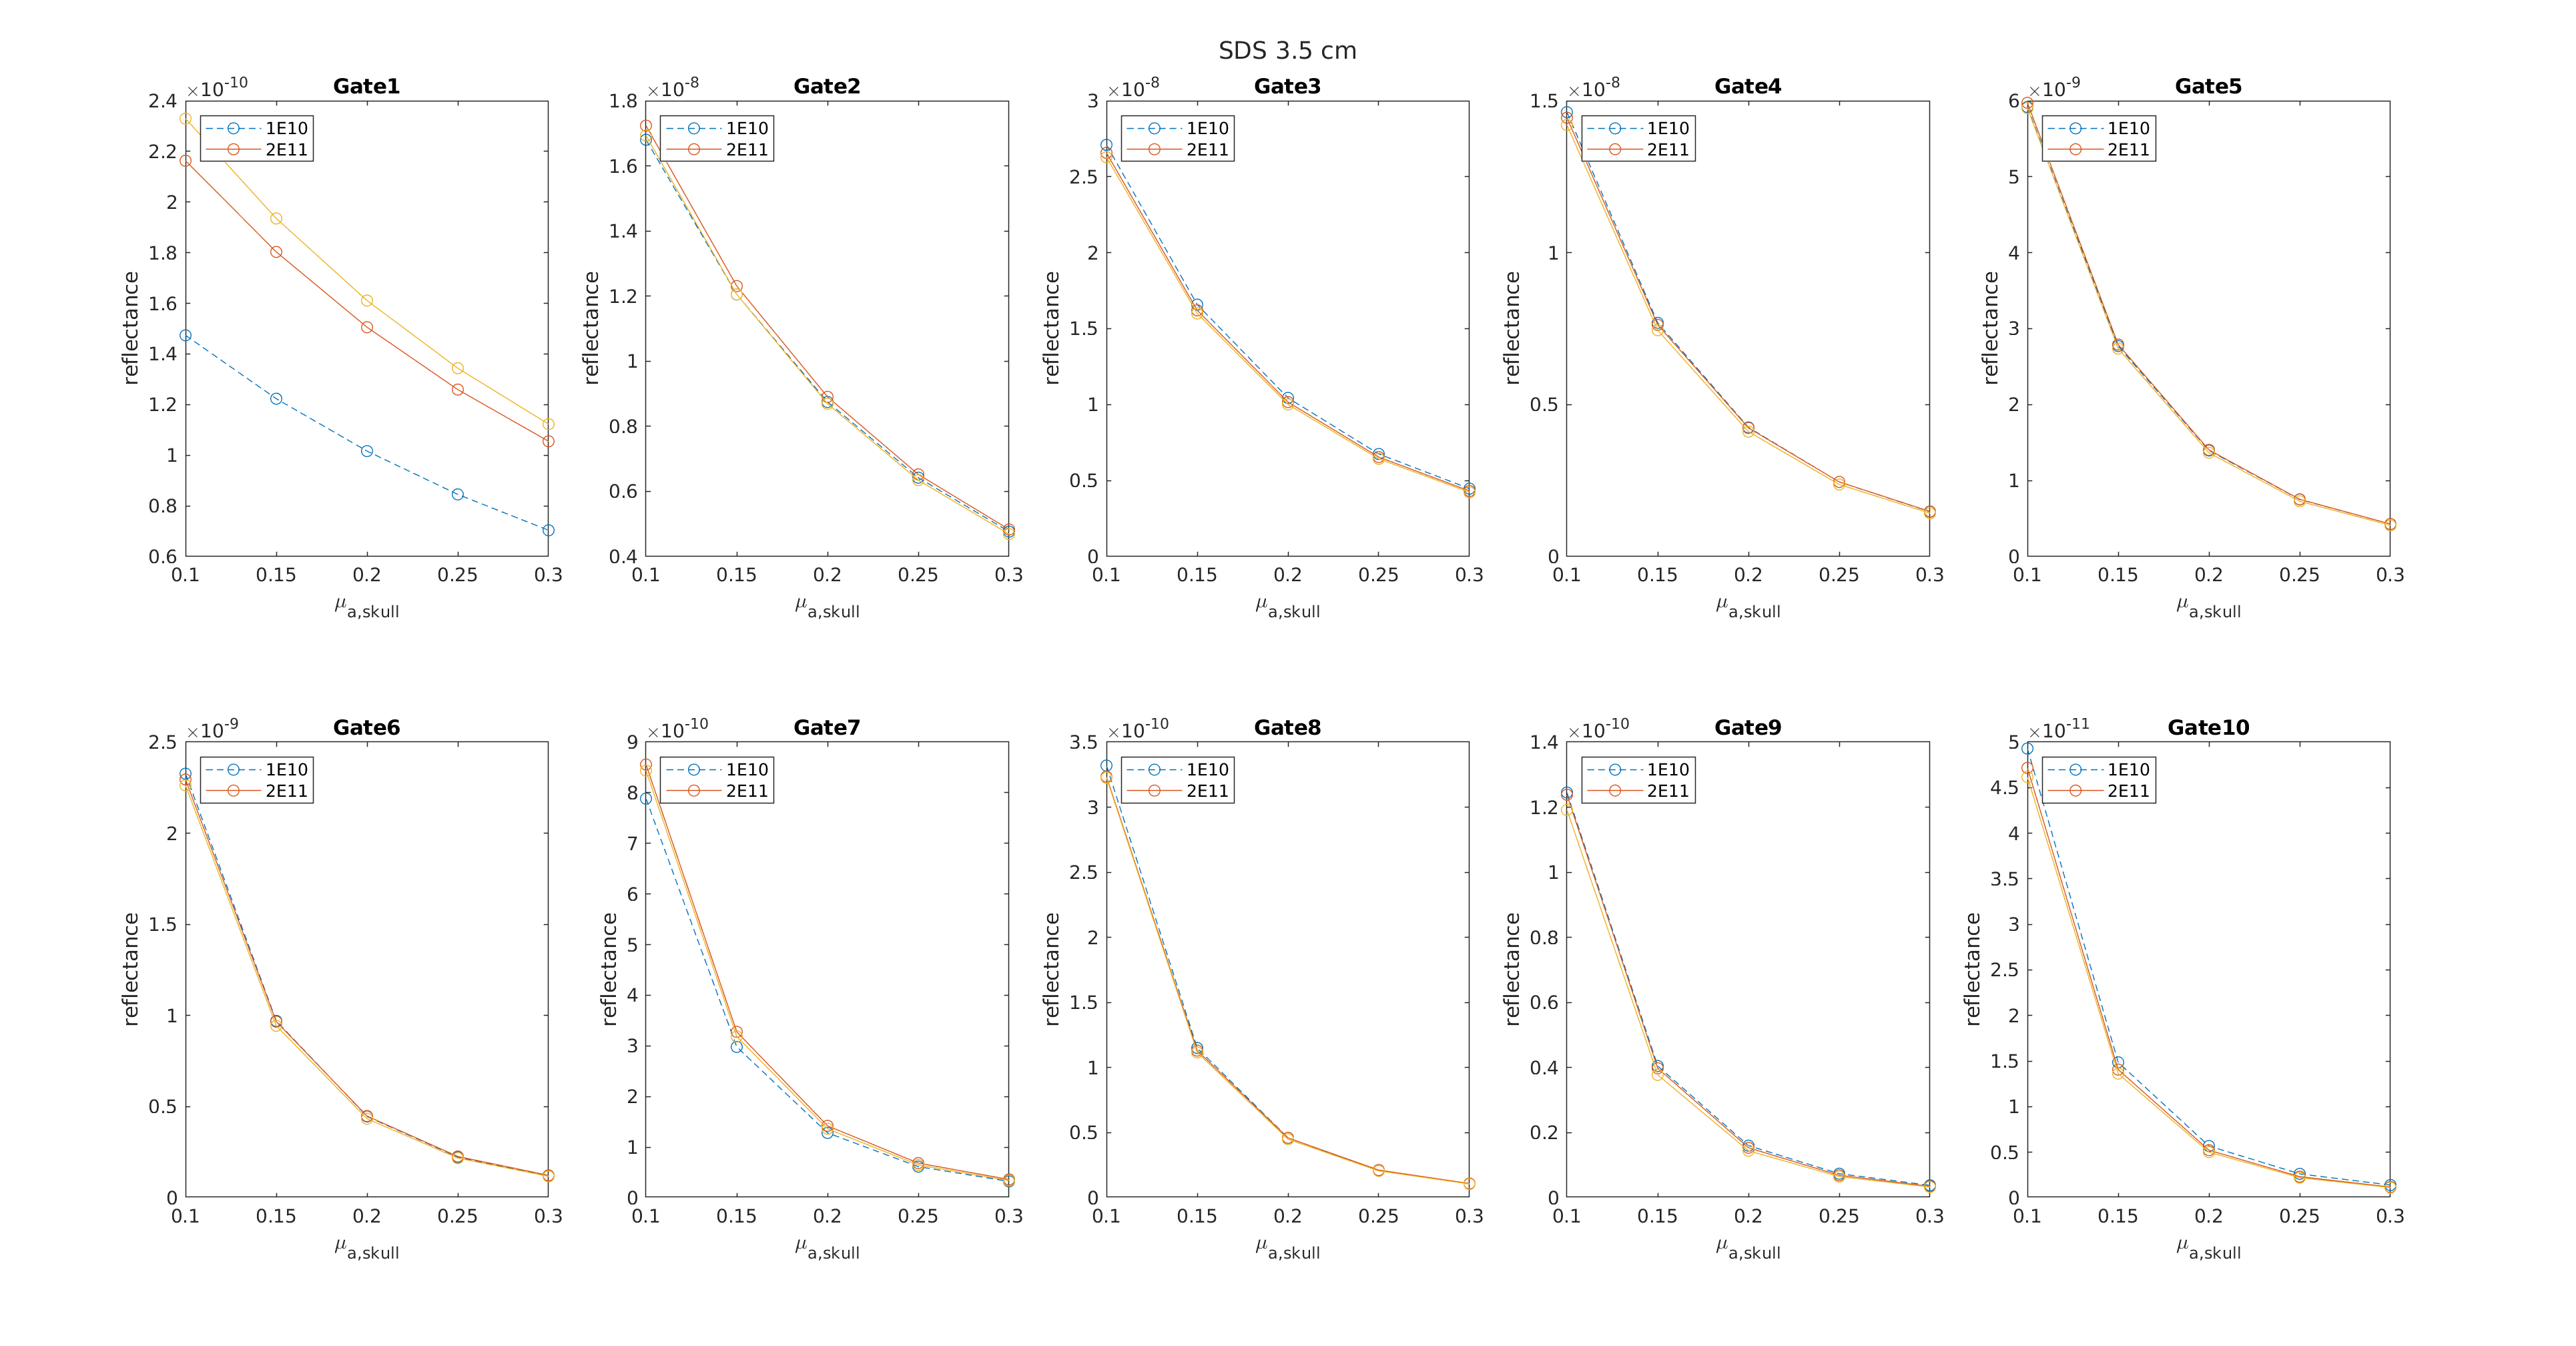 SDS 3.5 cm
Gate1
×10-10
2.4
2.2
2
1.8
1.6
1.4
1.2
1
0.8
0.6
0.1 0.15 0.2 0.25 0.3
reflectance
μa,skull
1E10
2E11
Gate2
×10-8
1.8
1.6
1.4
1.2
1
0.8
0.6
0.4
0.1 0.15 0.2 0.25 0.3
reflectance
μa,skull
1E10
2E11
Gate3
×10-8
3
2.5
2
1.5
1
0.5
0
0.1 0.15 0.2 0.25 0.3
reflectance
μa,skull
1E10
2E11
Gate4
×10-8
1.5
1
0.5
0
0.1 0.15 0.2 0.25 0.3
reflectance
μa,skull
1E10
2E11
Gate5
×10-9
6
5
4
3
2
1
0
0.1 0.15 0.2 0.25 0.3
reflectance
μa,skull
1E10
2E11
Gate6
×10-9
2.5
2
1.5
1
0.5
0
0.1 0.15 0.2 0.25 0.3
reflectance
μa,skull
1E10
2E11
Gate7
×10-10
9
8
7
6
5
4
3
2
1
0
0.1 0.15 0.2 0.25 0.3
reflectance
μa,skull
1E10
2E11
Gate8
×10-10
3.5
3
2.5
2
1.5
1
0.5
0
0.1 0.15 0.2 0.25 0.3
reflectance
μa,skull
1E10
2E11
Gate9
×10-10
1.4
1.2
1
0.8
0.6
0.4
0.2
0
0.1 0.15 0.2 0.25 0.3
reflectance
μa,skull
1E10
2E11
Gate10
×10-11
5
4.5
4
3.5
3
2.5
2
1.5
1
0.5
0
0.1 0.15 0.2 0.25 0.3
reflectance
μa,skull
1E10
2E11